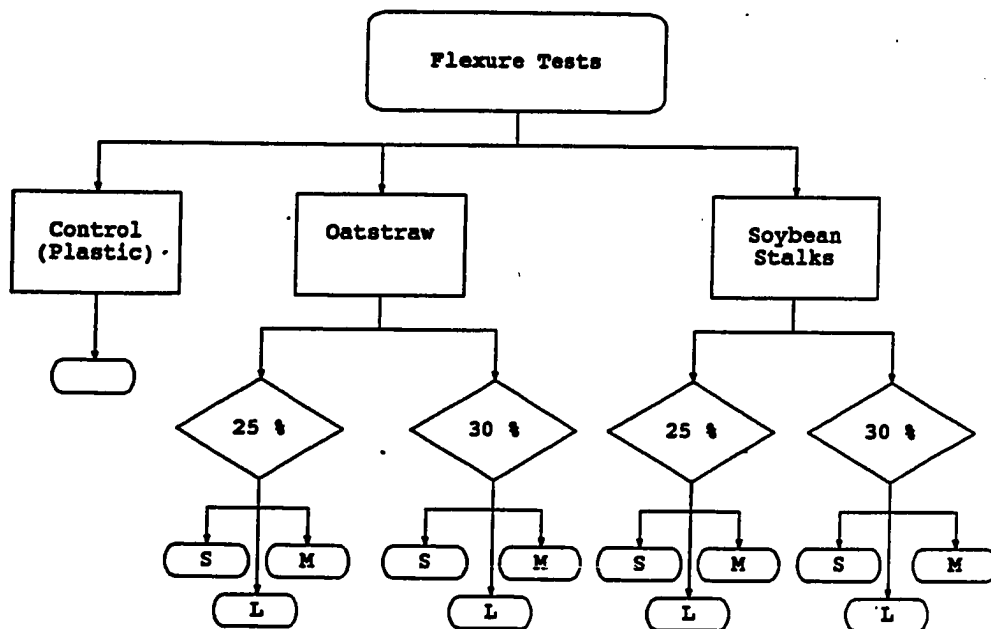 Flexure Tests
Control
(Plastic)
Oatstraw
Soybean
Stalks
25 %
30 %
25 %
30 %
S
M
S
M
S
M
S
M
L
L
L
L